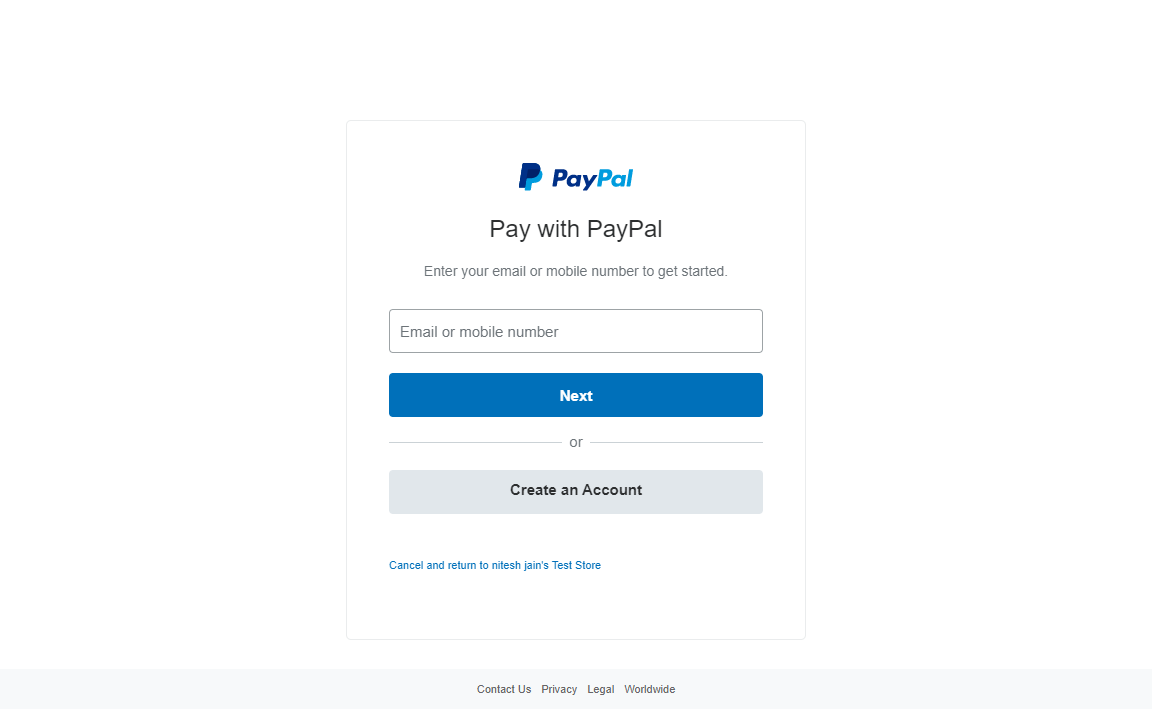 PayPal
Pay with PayPal
Enter your email or mobile number to get started.
Email or mobile number
Next
or
Create an Account
Cancel and return to nitesh jain's Test Store
Contact Us Privacy Legal Worldwide